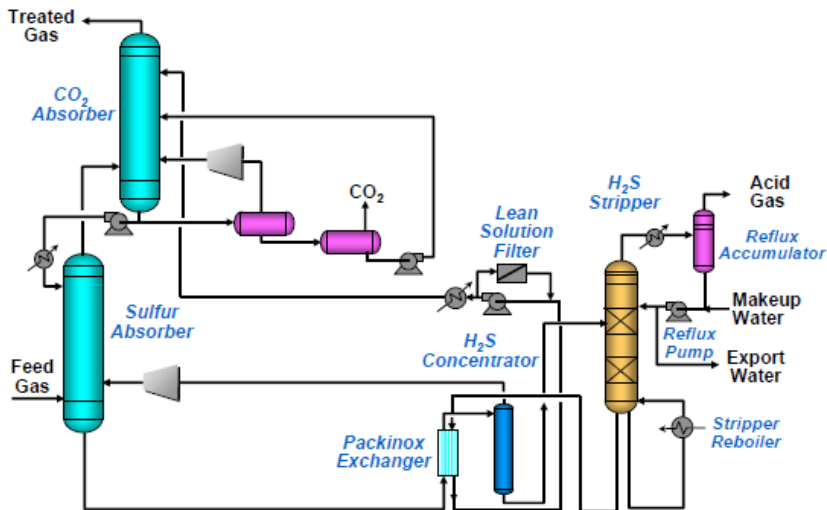 Treated
Gas
CO2
Absorber
CO2
Lean
Solution
Filter
H2S
Stripper
Acid
Gas
Reflux
Accumulator
Sulfur
Absorber
H2S
Concentrator
Makeup
Water
Reflux
Pump
Export
Water
Feed
Gas
Packinox
Exchanger
Stripper
Reboiler